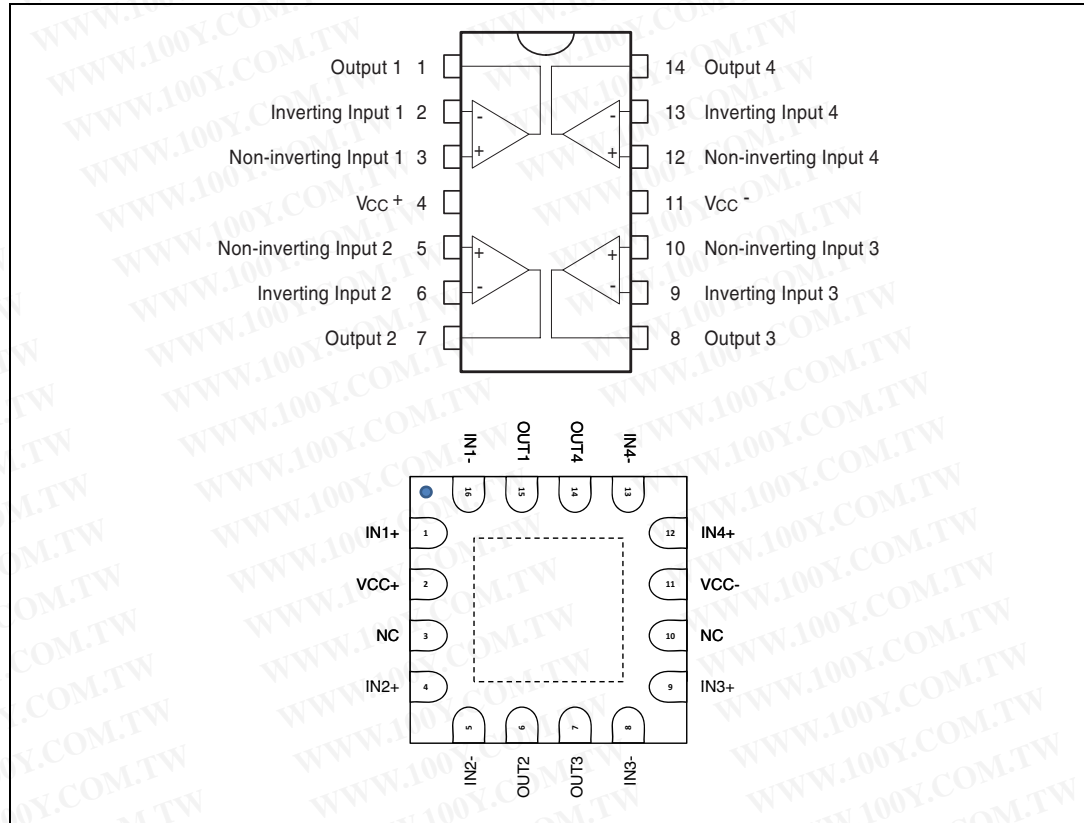 Output 1 1 14 Output 4
- -
Inverting Input 1 2 13 Inverting Input 4
Non-inverting Input 1 3 12 Non-inverting Input 4
+ +
VCC + 4 11 VCC -
Non-inverting Input 2 5 10 Non-inverting Input 3
+ +
Inverting Input 2 6 9 Inverting Input 3
- -
Output 2 7 8 Output 3
IN1- OUT1 OUT4 IN4-
16 15 14 13
IN1+ 1 12 IN4+
VCC+ 2 11 VCC-
NC 3 10 NC
IN2+ 4 9 IN3+
5 6 7 8
IN2- OUT2 OUT3 IN3-
WWW.100Y.COM.TW